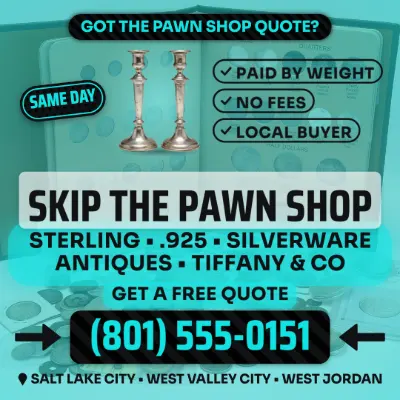 GOT THE PAWN SHOP QUOTE?
SAME DAY
PAID BY WEIGHT
NO FEES
LOCAL BUYER
SKIP THE PAWN SHOP
STERLING ▪ .925 ▪ SILVERWARE
ANTIQUES ▪ TIFFANY & CO
GET A FREE QUOTE
(801) 555-0151
SALT LAKE CITY ▪ WEST VALLEY CITY ▪ WEST JORDAN